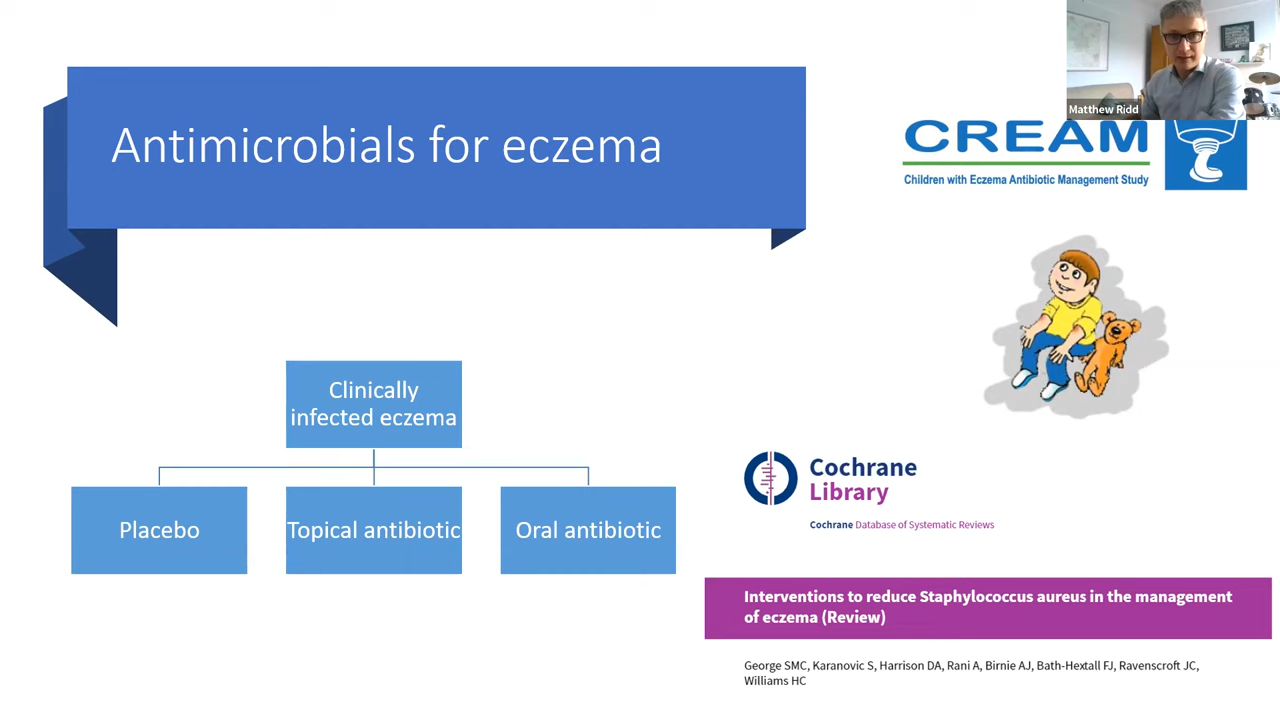 Antimicrobials for eczema
Matthew Ridd
CREAM
Children with Eczema Antibiotic Management Study
Clinically
infected eczema
Placebo
Topical antibiotic
Oral antibiotic
Cochrane
Library
Cochrane Database of Systematic Reviews
Interventions to reduce Staphylococcus aureus in the management
of eczema (Review)
George SMC, Karanovic S, Harrison DA, Rani A, Birnie AJ, Bath-Hextall FJ, Ravenscroft JC,
Williams HC